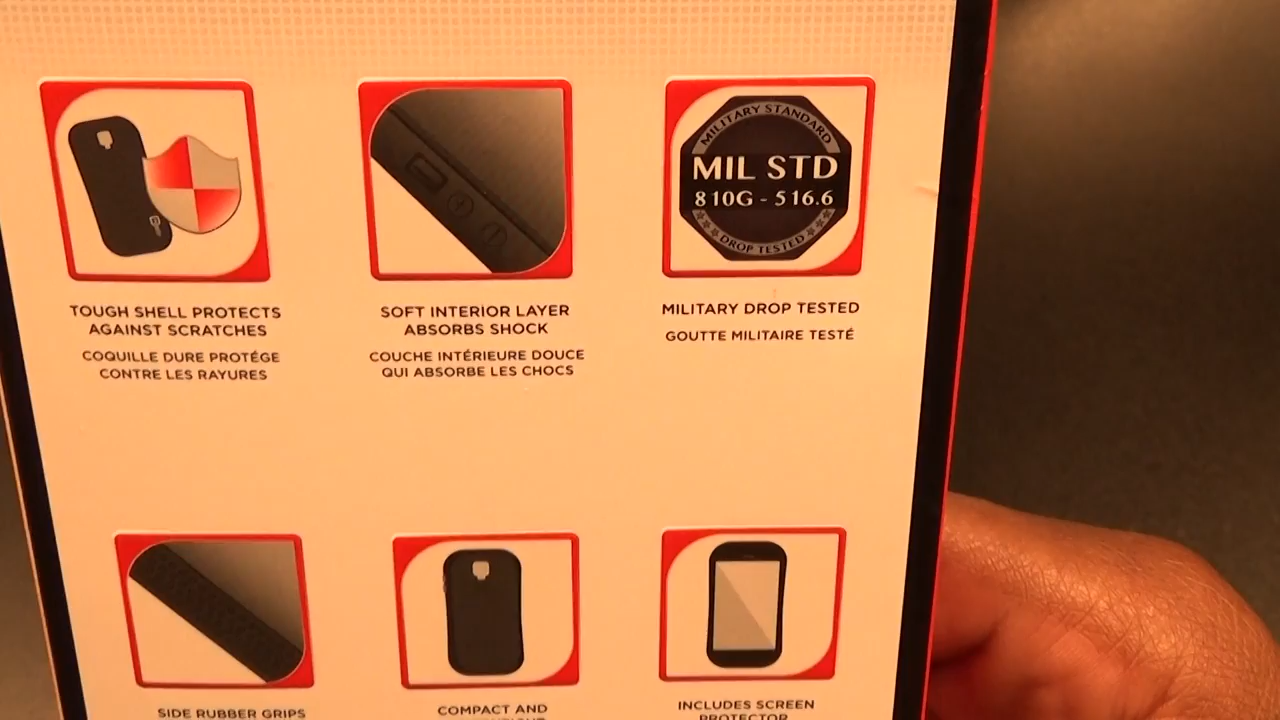 MILITARY STANDARD
MIL STD
810G - 516.6
DROP TESTED
TOUGH SHELL PROTECTS
AGAINST SCRATCHES
COQUILLE DURE PROTÉGE
CONTRE LES RAYURES
SOFT INTERIOR LAYER
ABSORBS SHOCK
COUCHE INTÉRIEURE DOUCE
QUI ABSORBE LES CHOCS
MILITARY DROP TESTED
GOUTTE MILITAIRE TESTÉ
SIDE RUBBER GRIPS
COMPACT AND
INCLUDES SCREEN
PROTECTOR